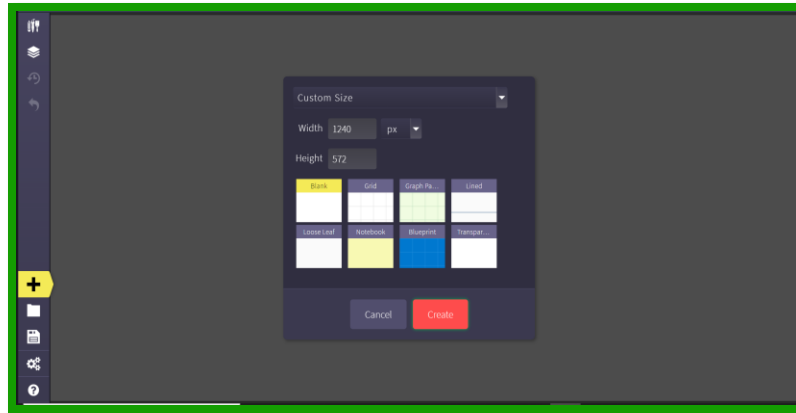 Custom Size
Width 1240 px
Height 572
Blank Grid Graph Pa... Lined
Loose Leaf Notebook Blueprint Transpar...
Cancel Create